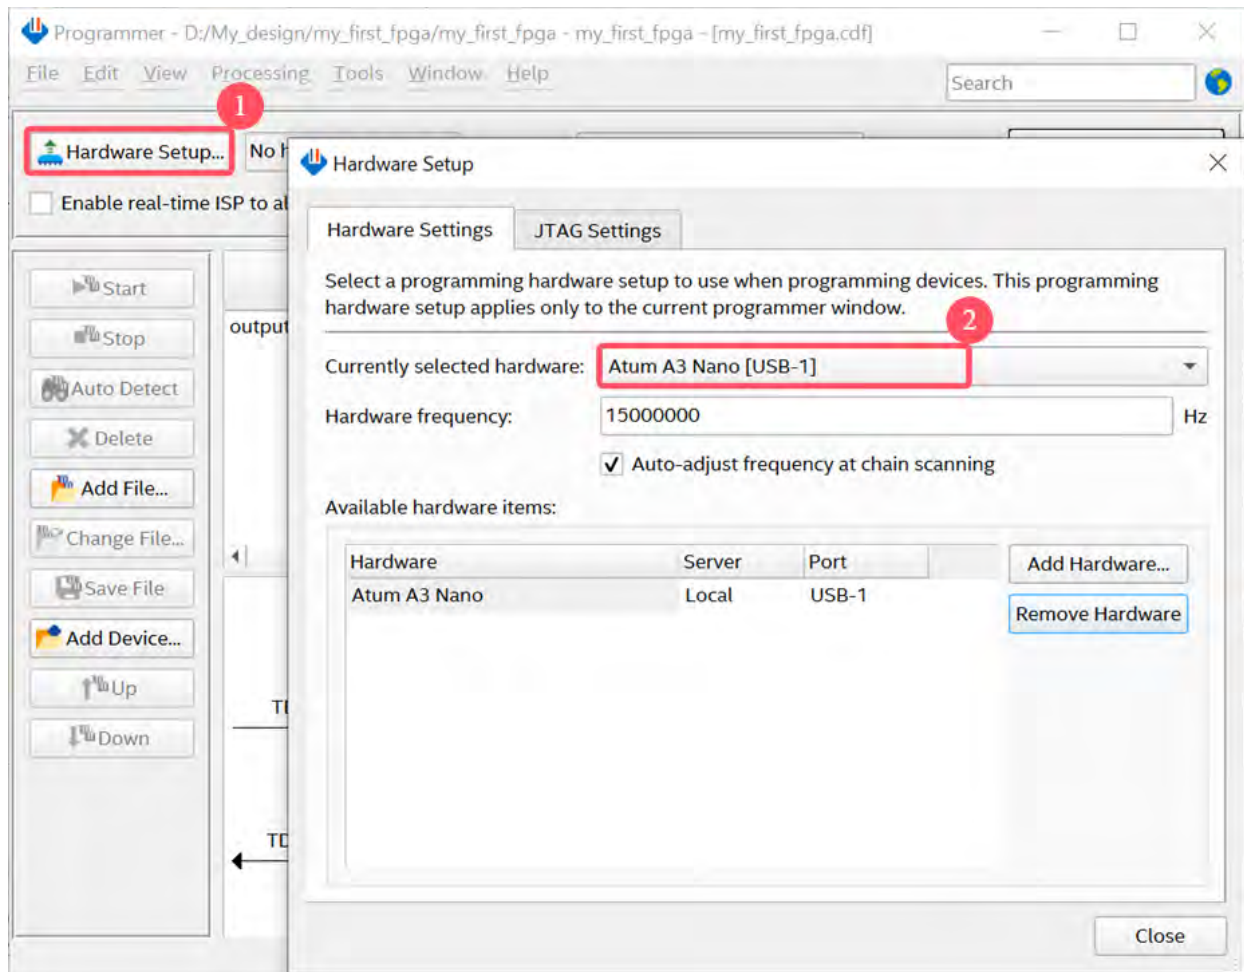 Programmer - D:/My_design/my_first_fpga/my_first_fpga - my_first_fpga - [my_first_fpga.cdf]
File Edit View Processing Tools Window Help
Search
1
Hardware Setup...
No
Enable real-time ISP to
Start
Stop
Auto Detect
Delete
Add File...
Change File...
Save File
Add Device...
Up
Down
output
Hardware Setup
Hardware Settings
JTAG Settings
Select a programming hardware setup to use when programming devices. This programming
hardware setup applies only to the current programmer window.
2
Currently selected hardware: Atum A3 Nano [USB-1]
Hardware frequency: 15000000 Hz
Auto-adjust frequency at chain scanning
Available hardware items:
Hardware Server Port
Atum A3 Nano Local USB-1
Add Hardware...
Remove Hardware
Close